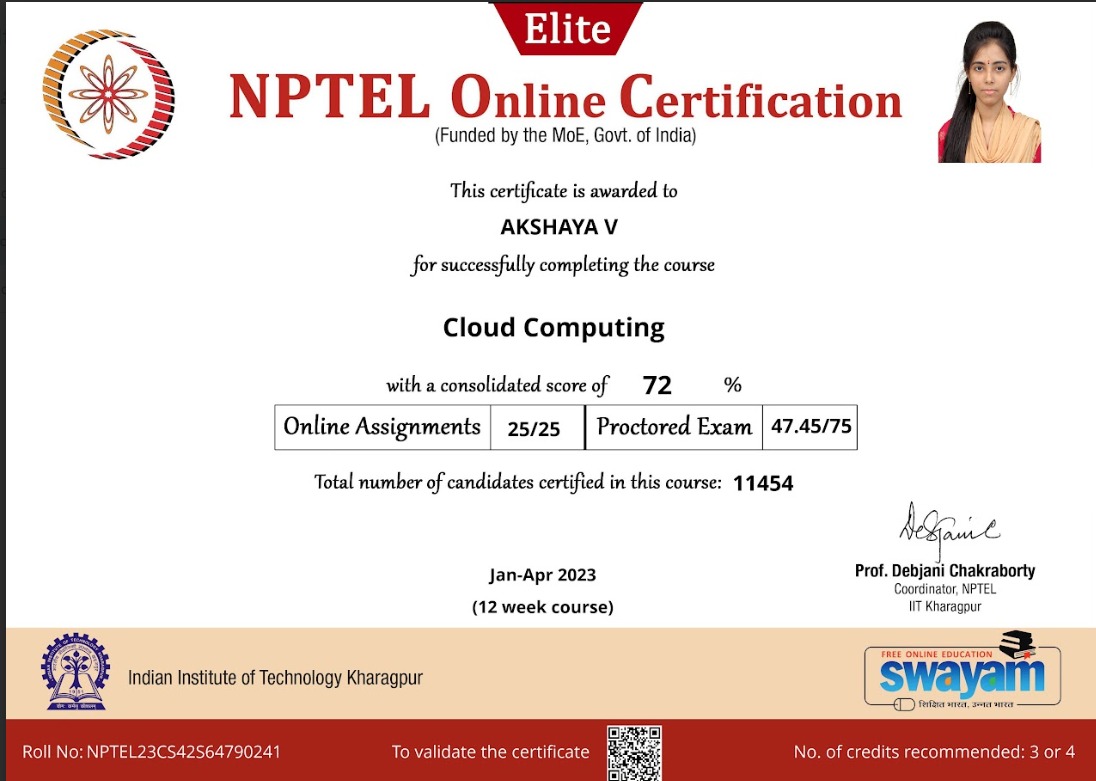 Elite
NPTEL Online Certification
(Funded by the MoE, Govt. of India)
This certificate is awarded to
AKSHAYA V
for successfully completing the course
Cloud Computing
with a consolidated score of 72 %
Online Assignments 25/25 Proctored Exam 47.45/75
Total number of candidates certified in this course: 11454
Jan-Apr 2023
(12 week course)
Prof. Debjani Chakraborty
Coordinator, NPTEL
IIT Kharagpur
Indian Institute of Technology Kharagpur
FREE ONLINE EDUCATION
swayam
शिक्षित भारत, उन्नत भारत
Roll No: NPTEL23CS42S64790241
To validate the certificate
No. of credits recommended: 3 or 4